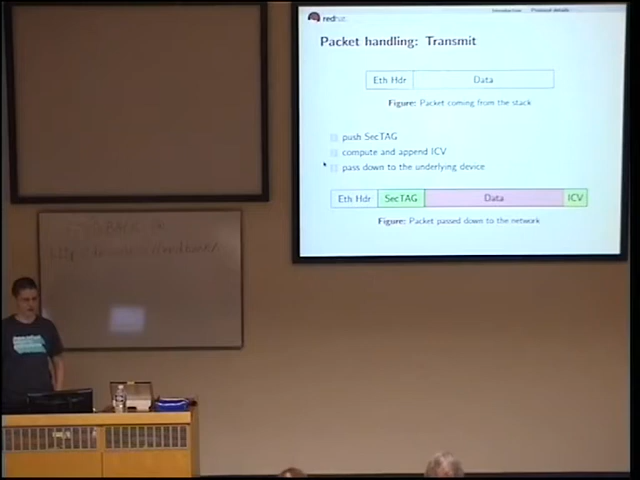 redhat
Introduction Protocol details
Packet handling: Transmit
Eth Hdr Data
Figure: Packet coming from the stack
push SecTAG
compute and append ICV
pass down to the underlying device
Eth Hdr SecTAG Data ICV
Figure: Packet passed down to the network